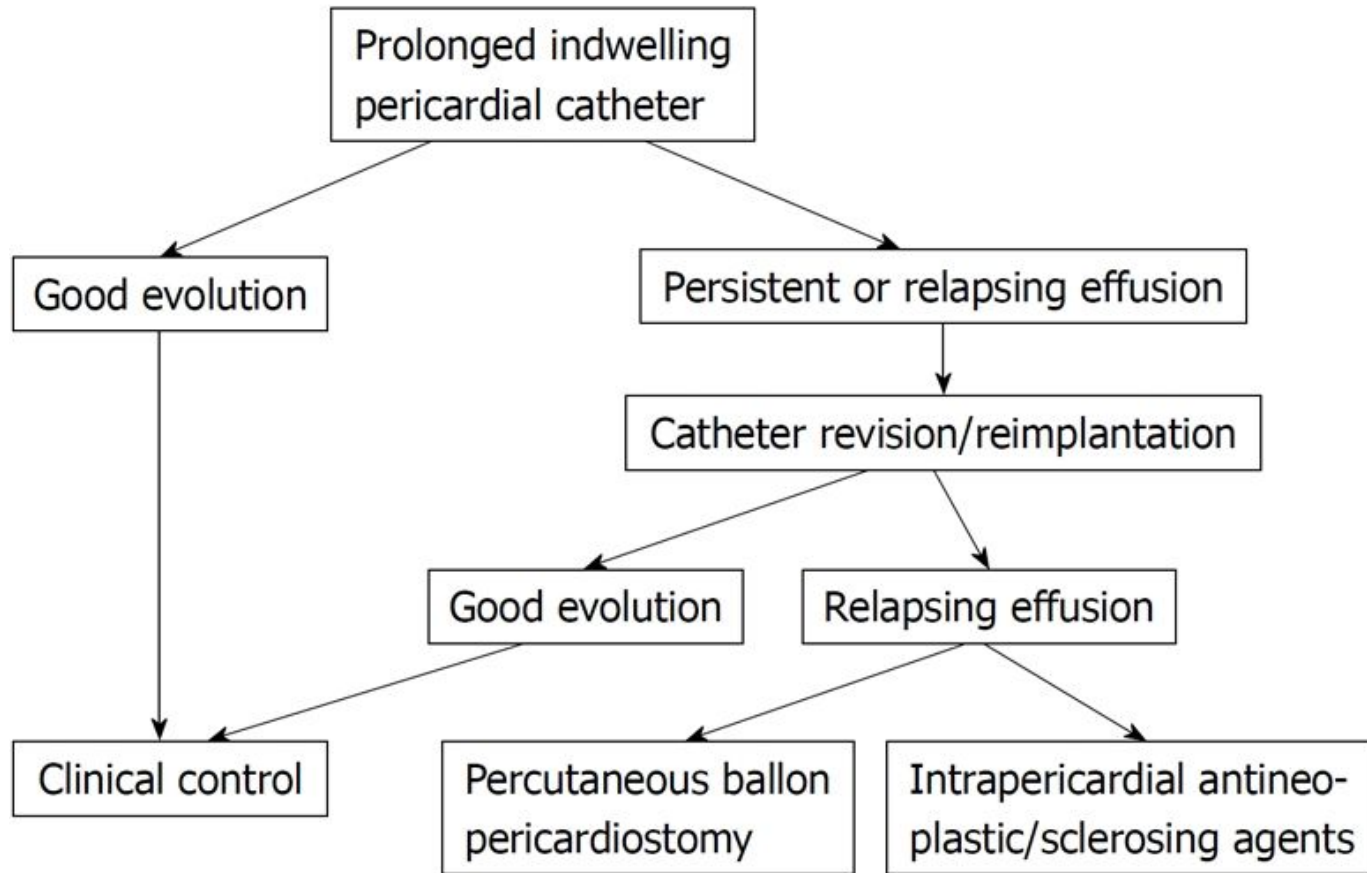 Prolonged indwelling
pericardial catheter
Good evolution
Persistent or relapsing effusion
Catheter revision/reimplantation
Good evolution
Relapsing effusion
Clinical control
Percutaneous ballon
pericardiostomy
Intrapericardial antineo-
plastic/sclerosing agents